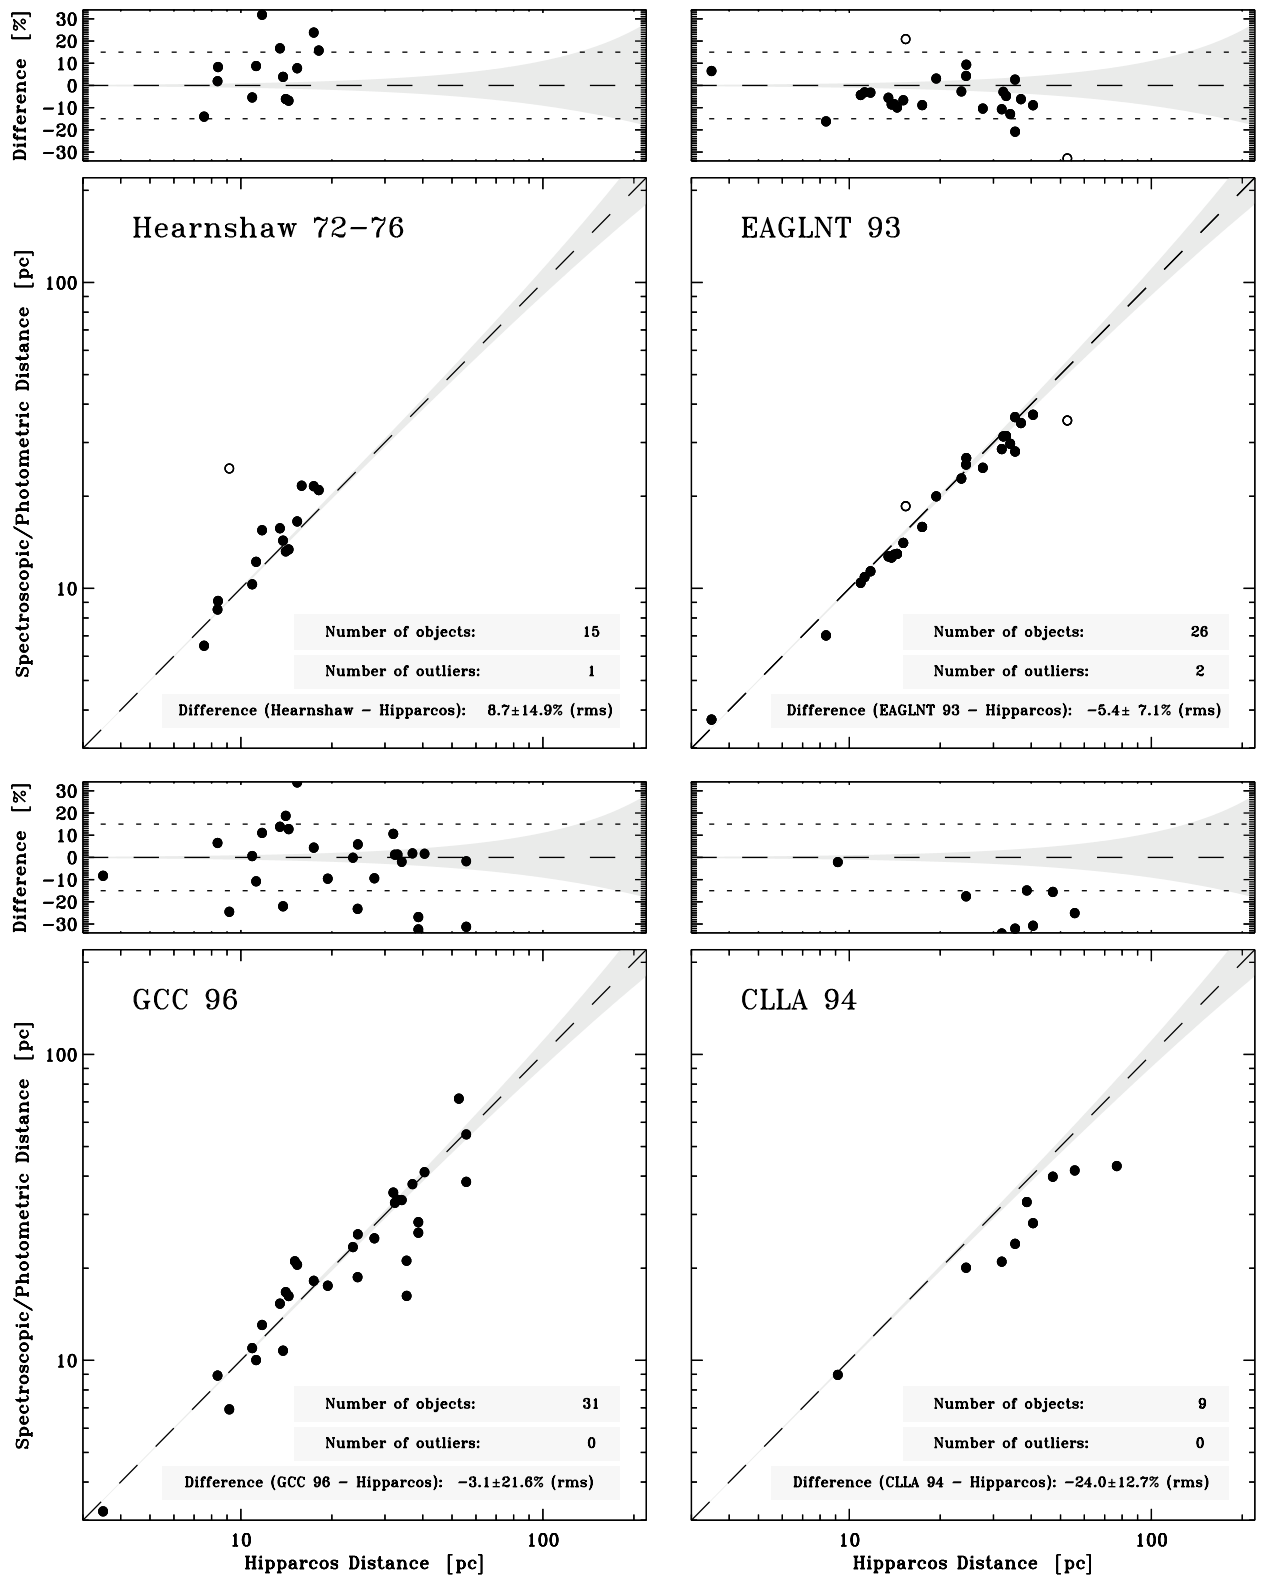 Difference [%]
30
20
10
0
−10
−20
−30
Spectroscopic/Photometric Distance [pc]
100
10
Hearnshaw 72−76
Number of objects: 15
Number of outliers: 1
Difference (Hearnshaw − Hipparcos): 8.7±14.9% (rms)
EAGLNT 93
Number of objects: 26
Number of outliers: 2
Difference (EAGLNT 93 − Hipparcos): −5.4± 7.1% (rms)
Difference [%]
30
20
10
0
−10
−20
−30
Spectroscopic/Photometric Distance [pc]
100
10
GCC 96
Number of objects: 31
Number of outliers: 0
Difference (GCC 96 − Hipparcos): −3.1±21.6% (rms)
10 100
Hipparcos Distance [pc]
CLLA 94
Number of objects: 9
Number of outliers: 0
Difference (CLLA 94 − Hipparcos): −24.0±12.7% (rms)
10 100
Hipparcos Distance [pc]